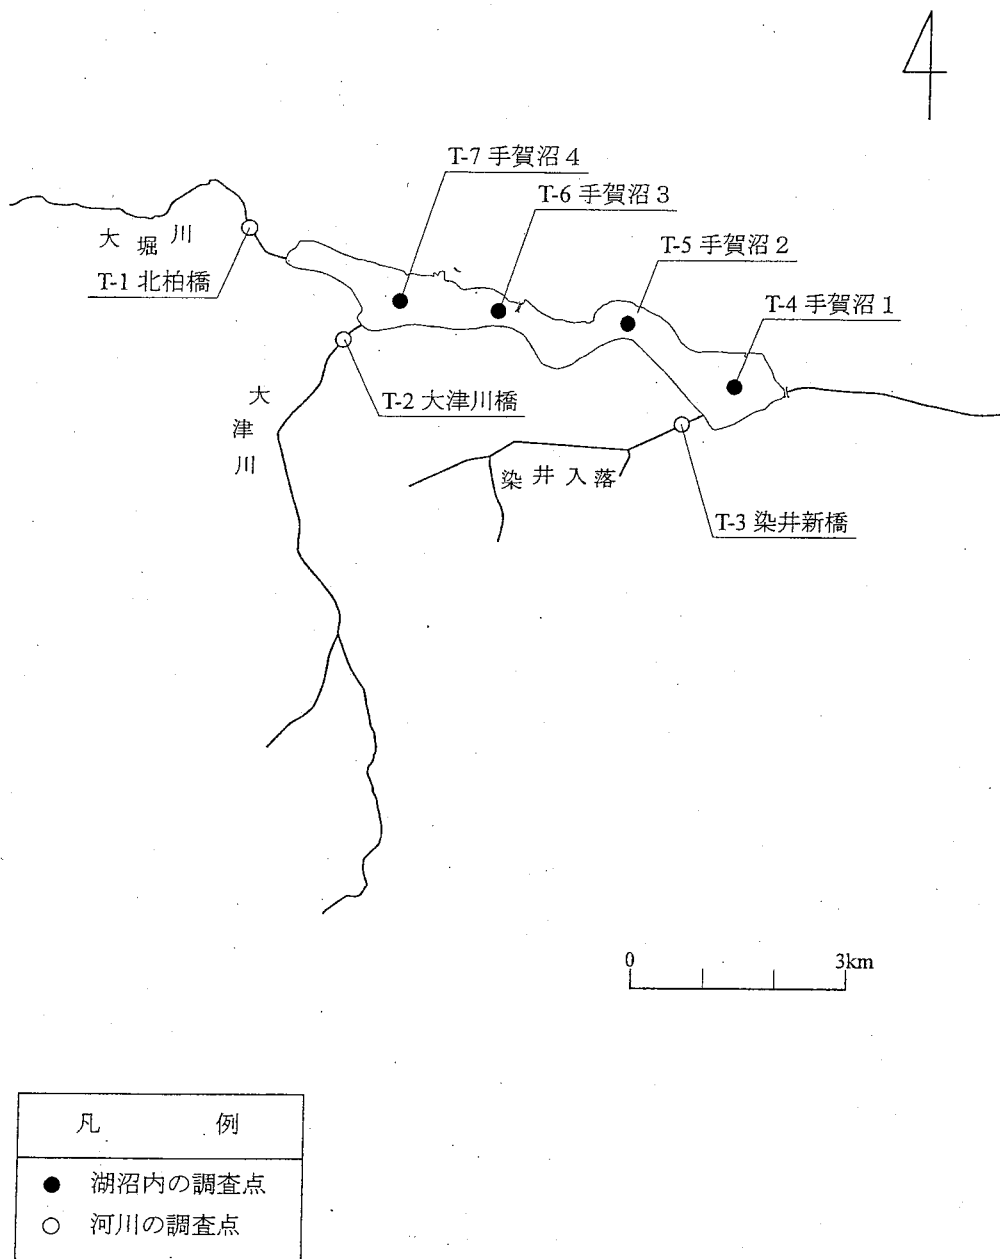 T-7 手賀沼 4
T-6 手賀沼 3
T-5 手賀沼 2
T-4 手賀沼 1
大堀川
T-1 北柏橋
T-2 大津川橋
大津川
染井入落
T-3 染井新橋
0 3km
凡 例
● 湖沼内の調査点
○ 河川の調査点